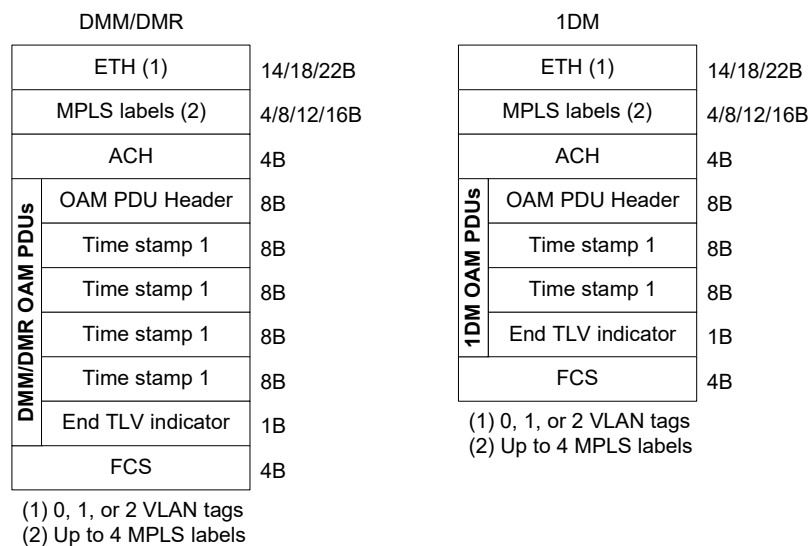 DMM/DMR
ETH (1) 14/18/22B
MPLS labels (2) 4/8/12/16B
ACH 4B
DMM/DMR OAM PDUs
OAM PDU Header 8B
Time stamp 1 8B
Time stamp 1 8B
Time stamp 1 8B
Time stamp 1 8B
End TLV indicator 1B
FCS 4B
(1) 0, 1, or 2 VLAN tags
(2) Up to 4 MPLS labels
1DM
ETH (1) 14/18/22B
MPLS labels (2) 4/8/12/16B
ACH 4B
1DM OAM PDUs
OAM PDU Header 8B
Time stamp 1 8B
Time stamp 1 8B
End TLV indicator 1B
FCS 4B
(1) 0, 1, or 2 VLAN tags
(2) Up to 4 MPLS labels